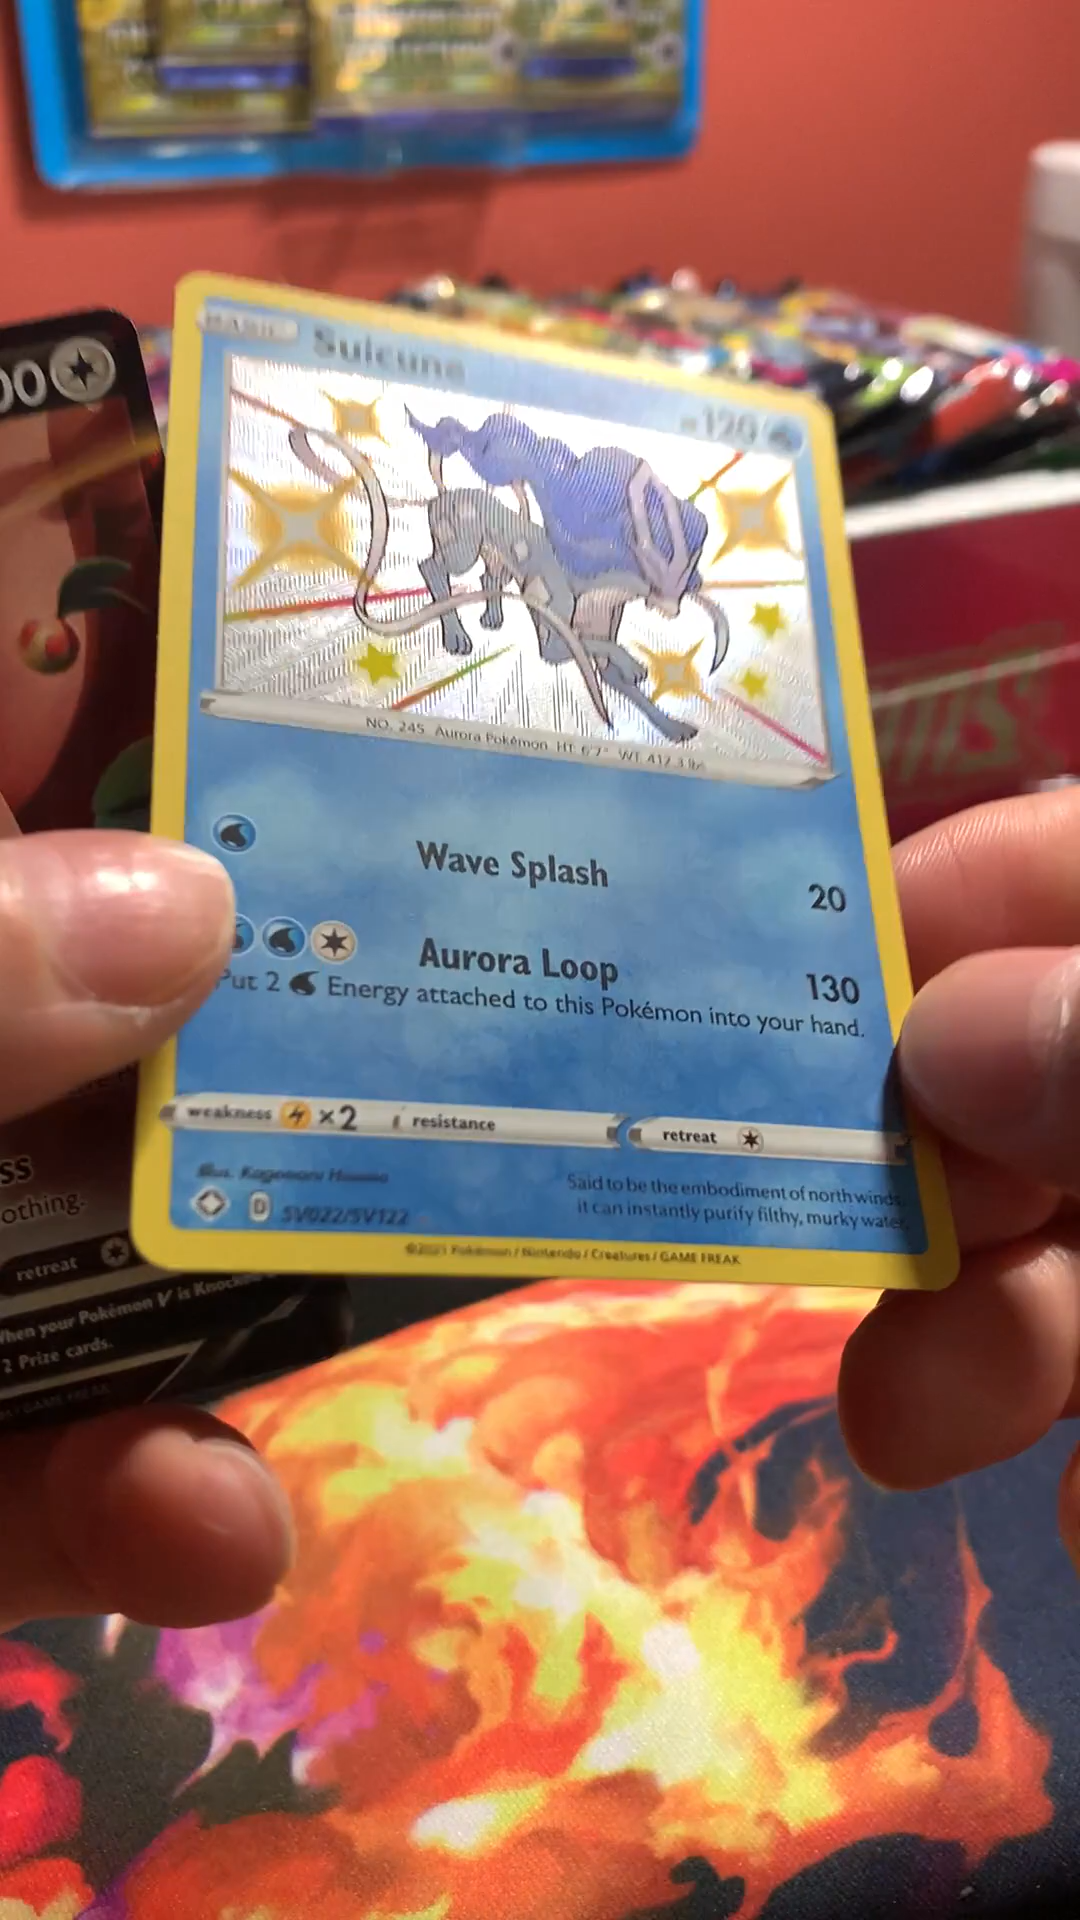 BASIC Suicune
120
NO. 245 Aurora Pokémon HT: 6'7" WT: 412.3 lbs
Wave Splash 20
Aurora Loop 130
Put 2 Energy attached to this Pokémon into your hand.
weakness ×2 resistance retreat
Said to be the embodiment of north winds,
it can instantly purify filthy, murky water.
Illus.
D SV022/SV122
©2021 Pokémon / Nintendo / Creatures / GAME FREAK
ss
othing.
retreat
When your Pokémon V is Knocke
2 Prize cards.